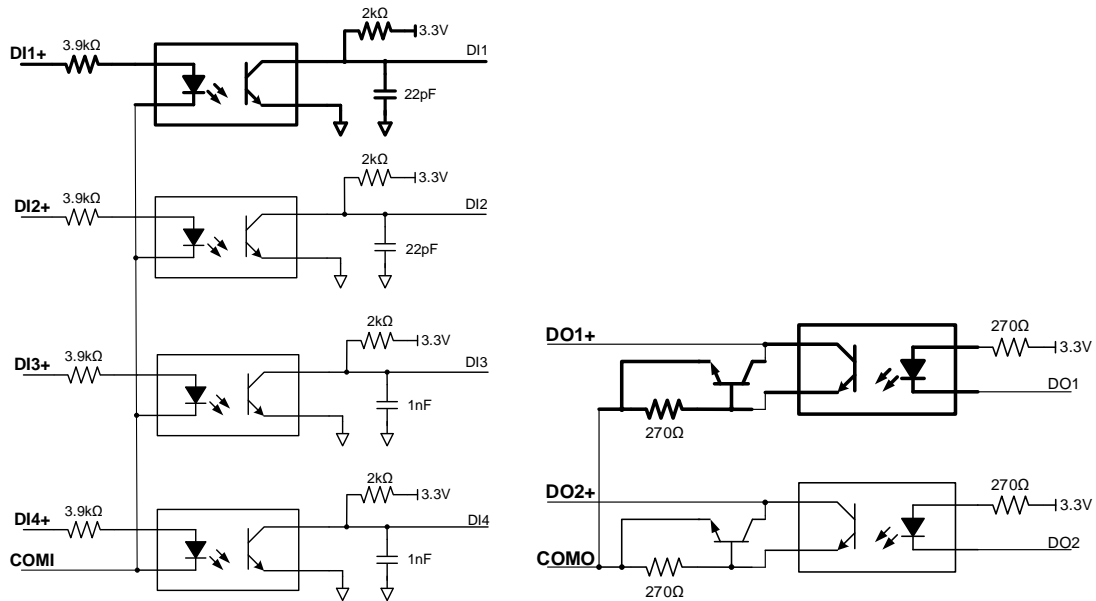 2kΩ
3.3V
DI1+
3.9kΩ
DI1
22pF
2kΩ
3.3V
DI2+
3.9kΩ
DI2
22pF
2kΩ
3.3V
DI3+
3.9kΩ
DI3
1nF
2kΩ
3.3V
DI4+
3.9kΩ
DI4
COMI
1nF
DO1+
270Ω
3.3V
DO1
270Ω
DO2+
270Ω
3.3V
DO2
COMO
270Ω